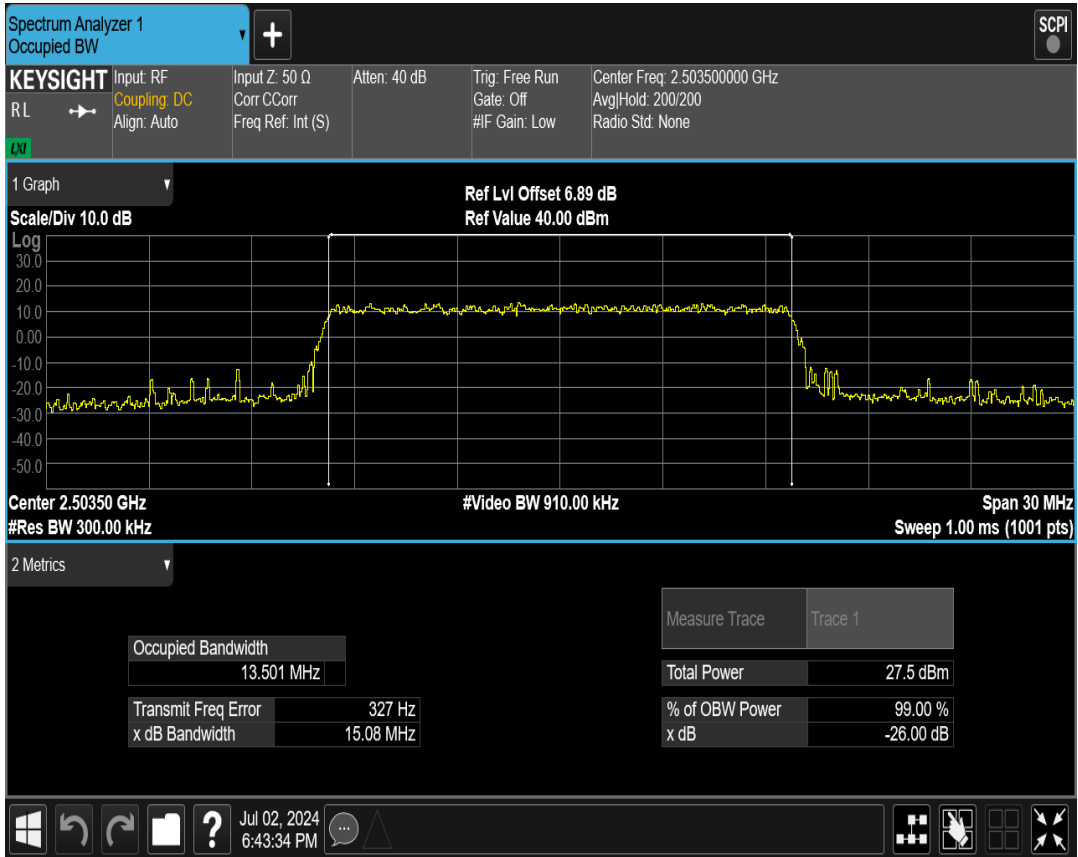 Spectrum Analyzer 1
Occupied BW
SCPI
KEYSIGHT
R L
LXI
Input: RF
Coupling: DC
Align: Auto
Input Z: 50 Ω
Corr CCorr
Freq Ref: Int (S)
Atten: 40 dB
Trig: Free Run
Gate: Off
#IF Gain: Low
Center Freq: 2.503500000 GHz
Avg|Hold: 200/200
Radio Std: None
1 Graph
Scale/Div 10.0 dB
Ref Lvl Offset 6.89 dB
Ref Value 40.00 dBm
Log
30.0
20.0
10.0
0.00
-10.0
-20.0
-30.0
-40.0
-50.0
Center 2.50350 GHz
#Video BW 910.00 kHz
Span 30 MHz
#Res BW 300.00 kHz
Sweep 1.00 ms (1001 pts)
2 Metrics
Occupied Bandwidth
13.501 MHz
Transmit Freq Error 327 Hz
x dB Bandwidth 15.08 MHz
Measure Trace Trace 1
Total Power 27.5 dBm
% of OBW Power 99.00 %
x dB -26.00 dB
Jul 02, 2024
6:43:34 PM